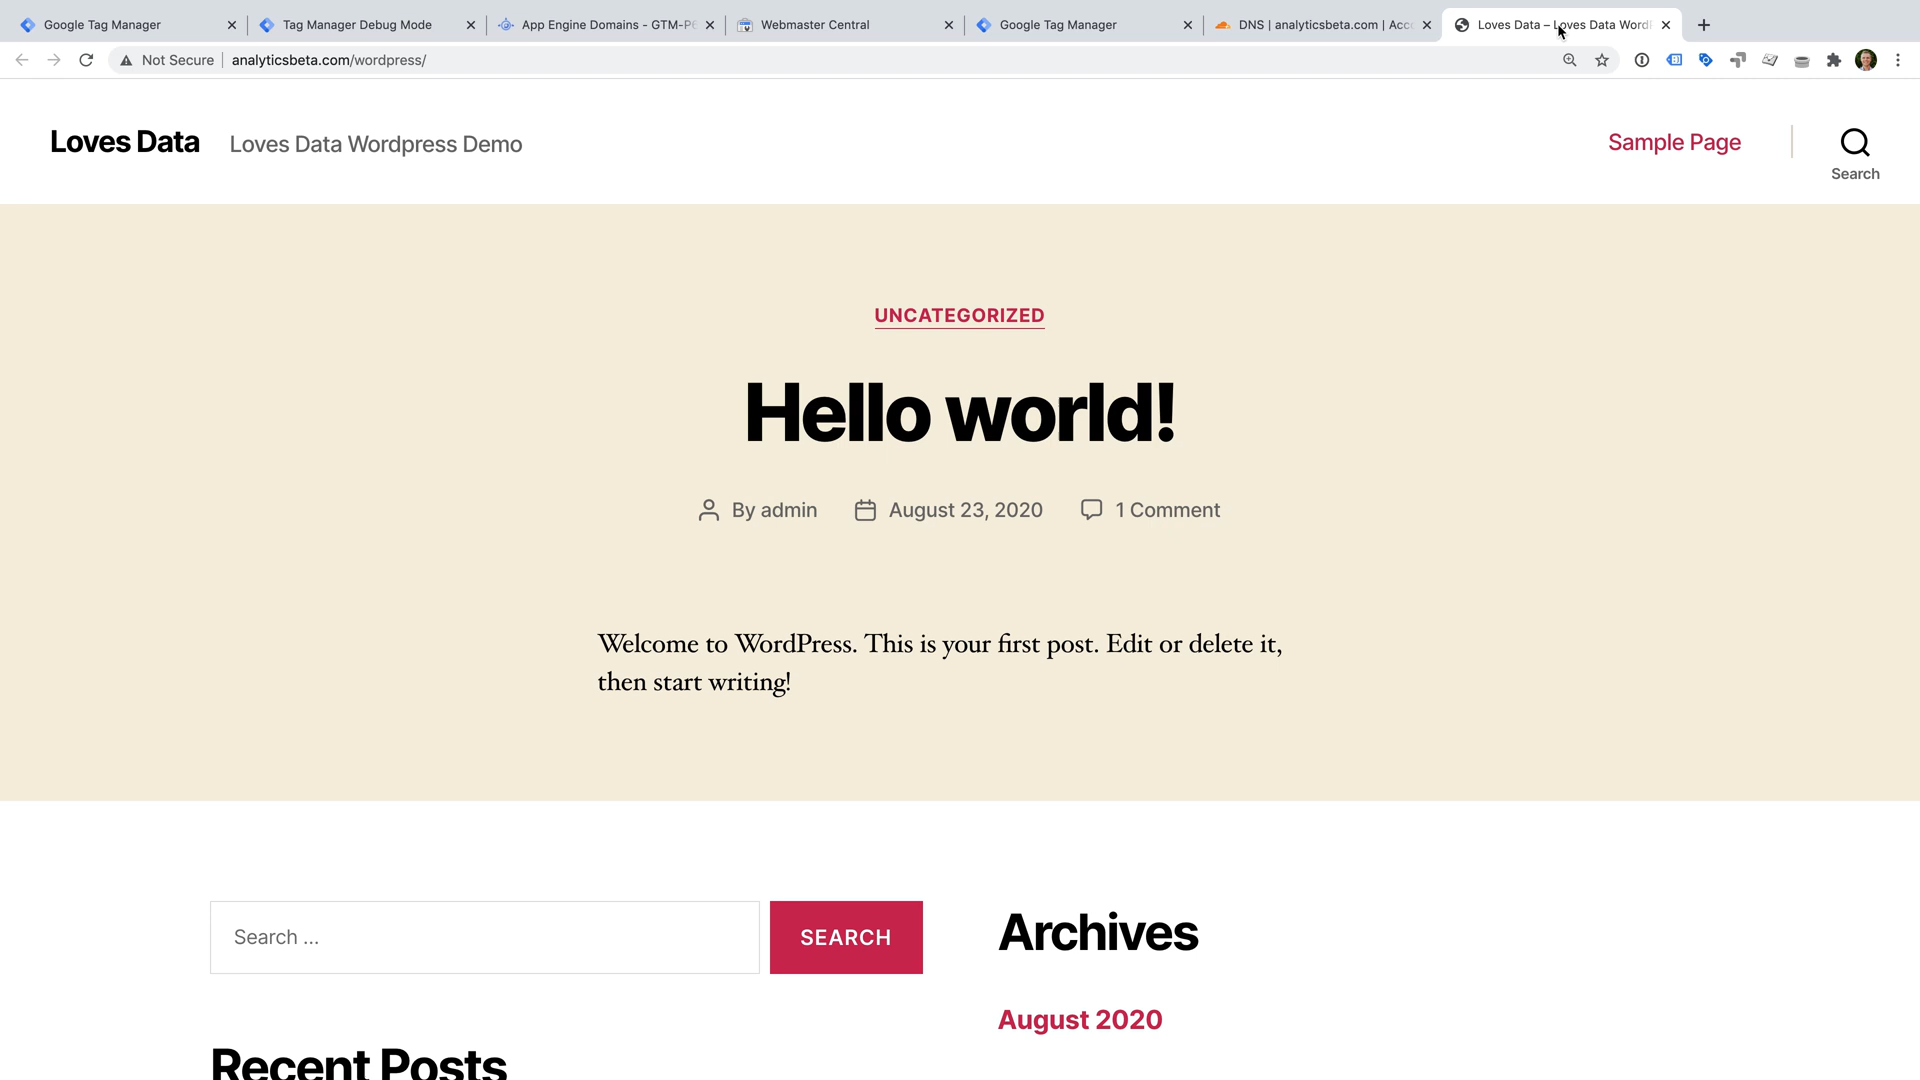 Google Tag Manager
Tag Manager Debug Mode
App Engine Domains - GTM-P6
Webmaster Central
Google Tag Manager
DNS | analyticsbeta.com | Acco
Loves Data – Loves Data Word
Not Secure
analyticsbeta.com/wordpress/
Loves Data
Loves Data Wordpress Demo
Sample Page
Search
UNCATEGORIZED
Hello world!
By admin
August 23, 2020
1 Comment
Welcome to WordPress. This is your first post. Edit or delete it,
then start writing!
Search ...
SEARCH
Archives
August 2020
Recent Posts